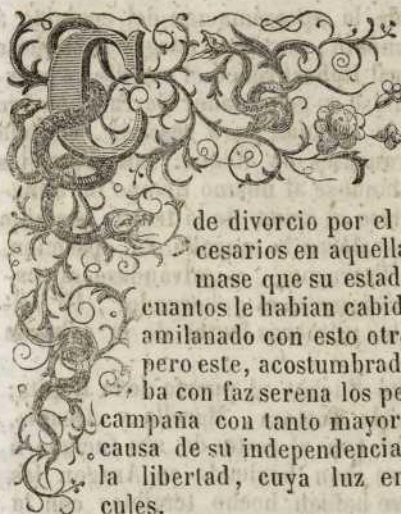 C
de divorcio por el
cesarios en aquella
mase que su estad
cuantos le habian cabid
amilanado con esto otra
pero este, acostumbrad
ba con faz serena los pe
campaña con tanto mayor
causa de su independencia
la libertad, cuya luz en
cules.